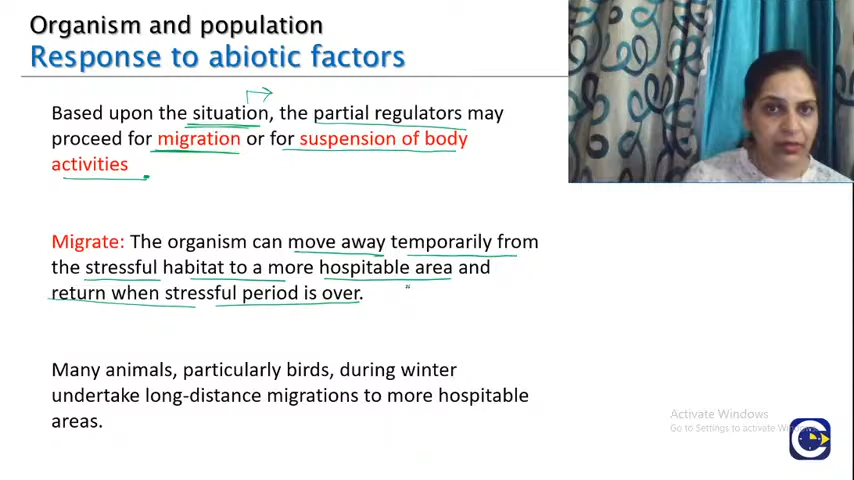 Organism and population
Response to abiotic factors
Based upon the situation, the partial regulators may
proceed for migration or for suspension of body
activities
Migrate: The organism can move away temporarily from
the stressful habitat to a more hospitable area and
return when stressful period is over.
Many animals, particularly birds, during winter
undertake long-distance migrations to more hospitable
areas.
Activate Windows
Go to Settings to activate Windows.